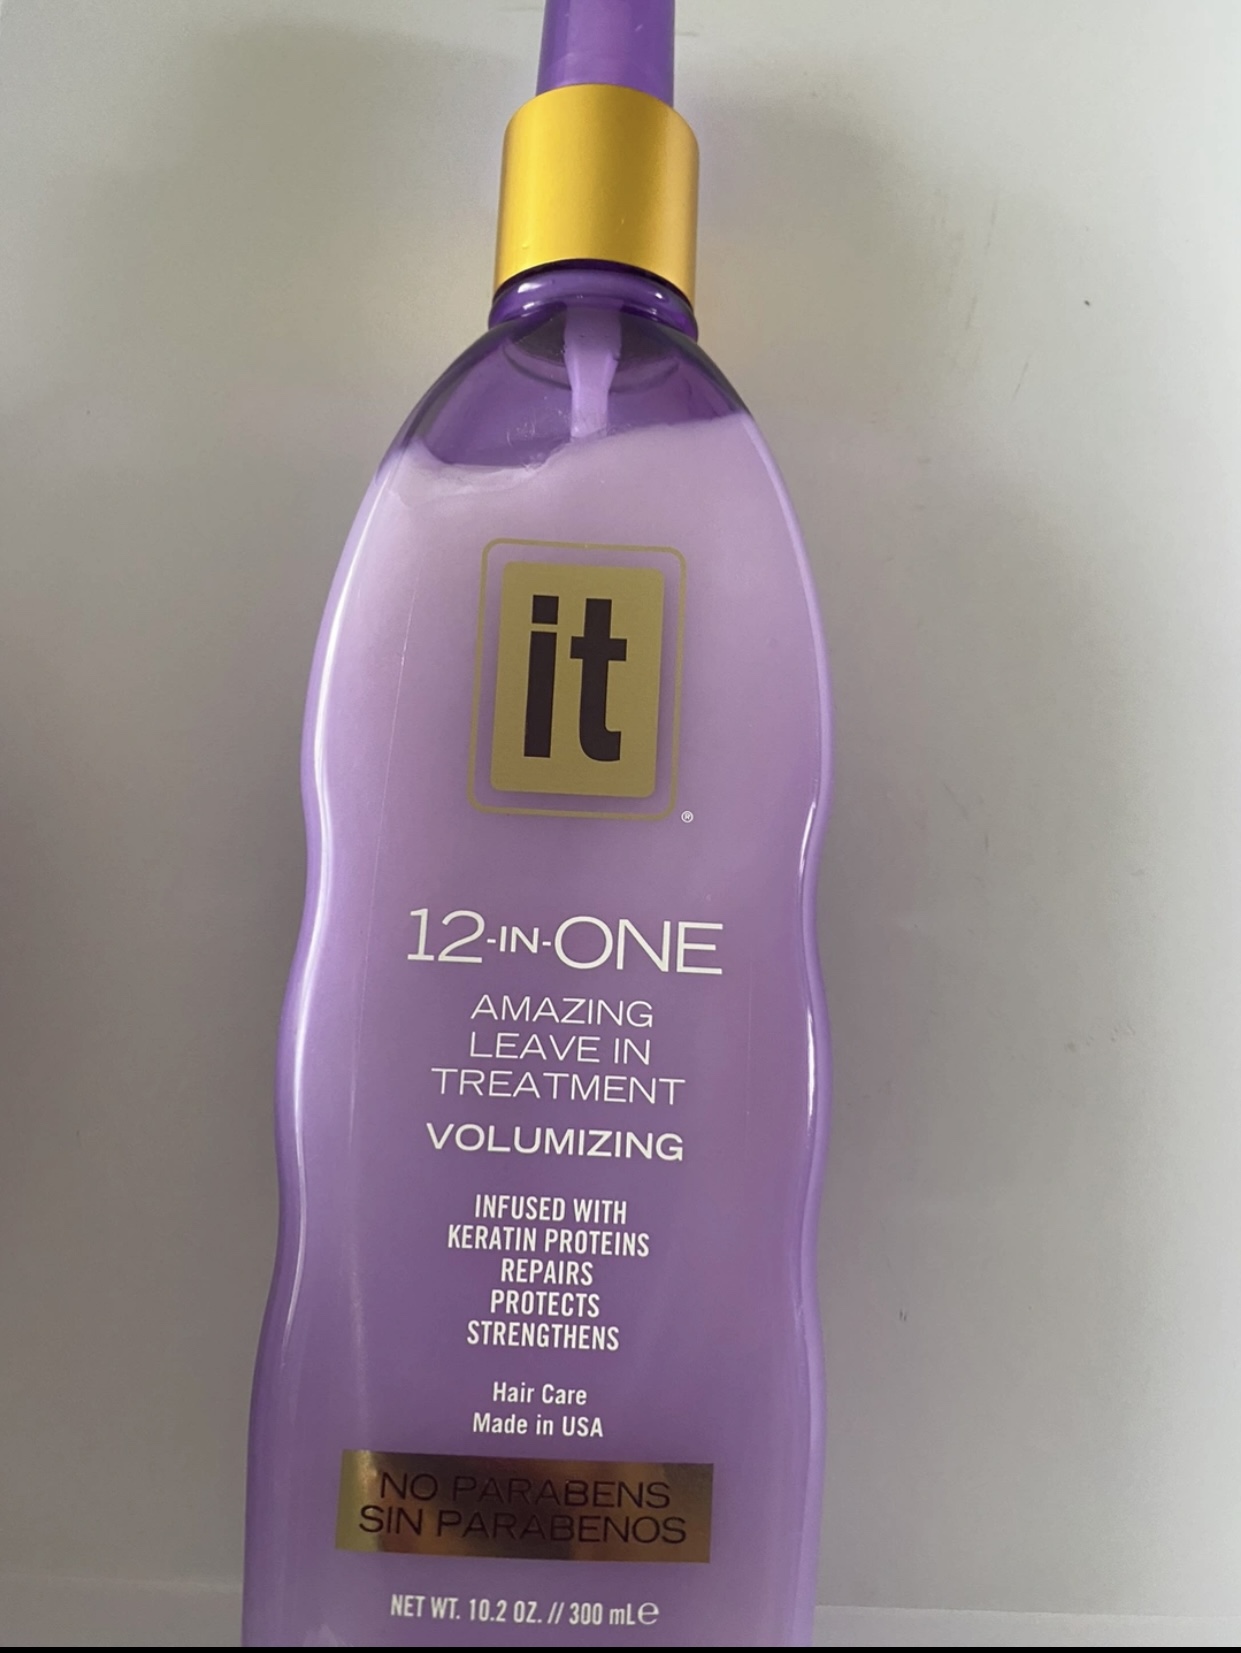 it
®
12-IN-ONE
AMAZING
LEAVE IN
TREATMENT
VOLUMIZING
INFUSED WITH
KERATIN PROTEINS
REPAIRS
PROTECTS
STRENGTHENS
Hair Care
Made in USA
NO PARABENS
SIN PARABENOS
NET WT. 10.2 OZ. // 300 mL℮